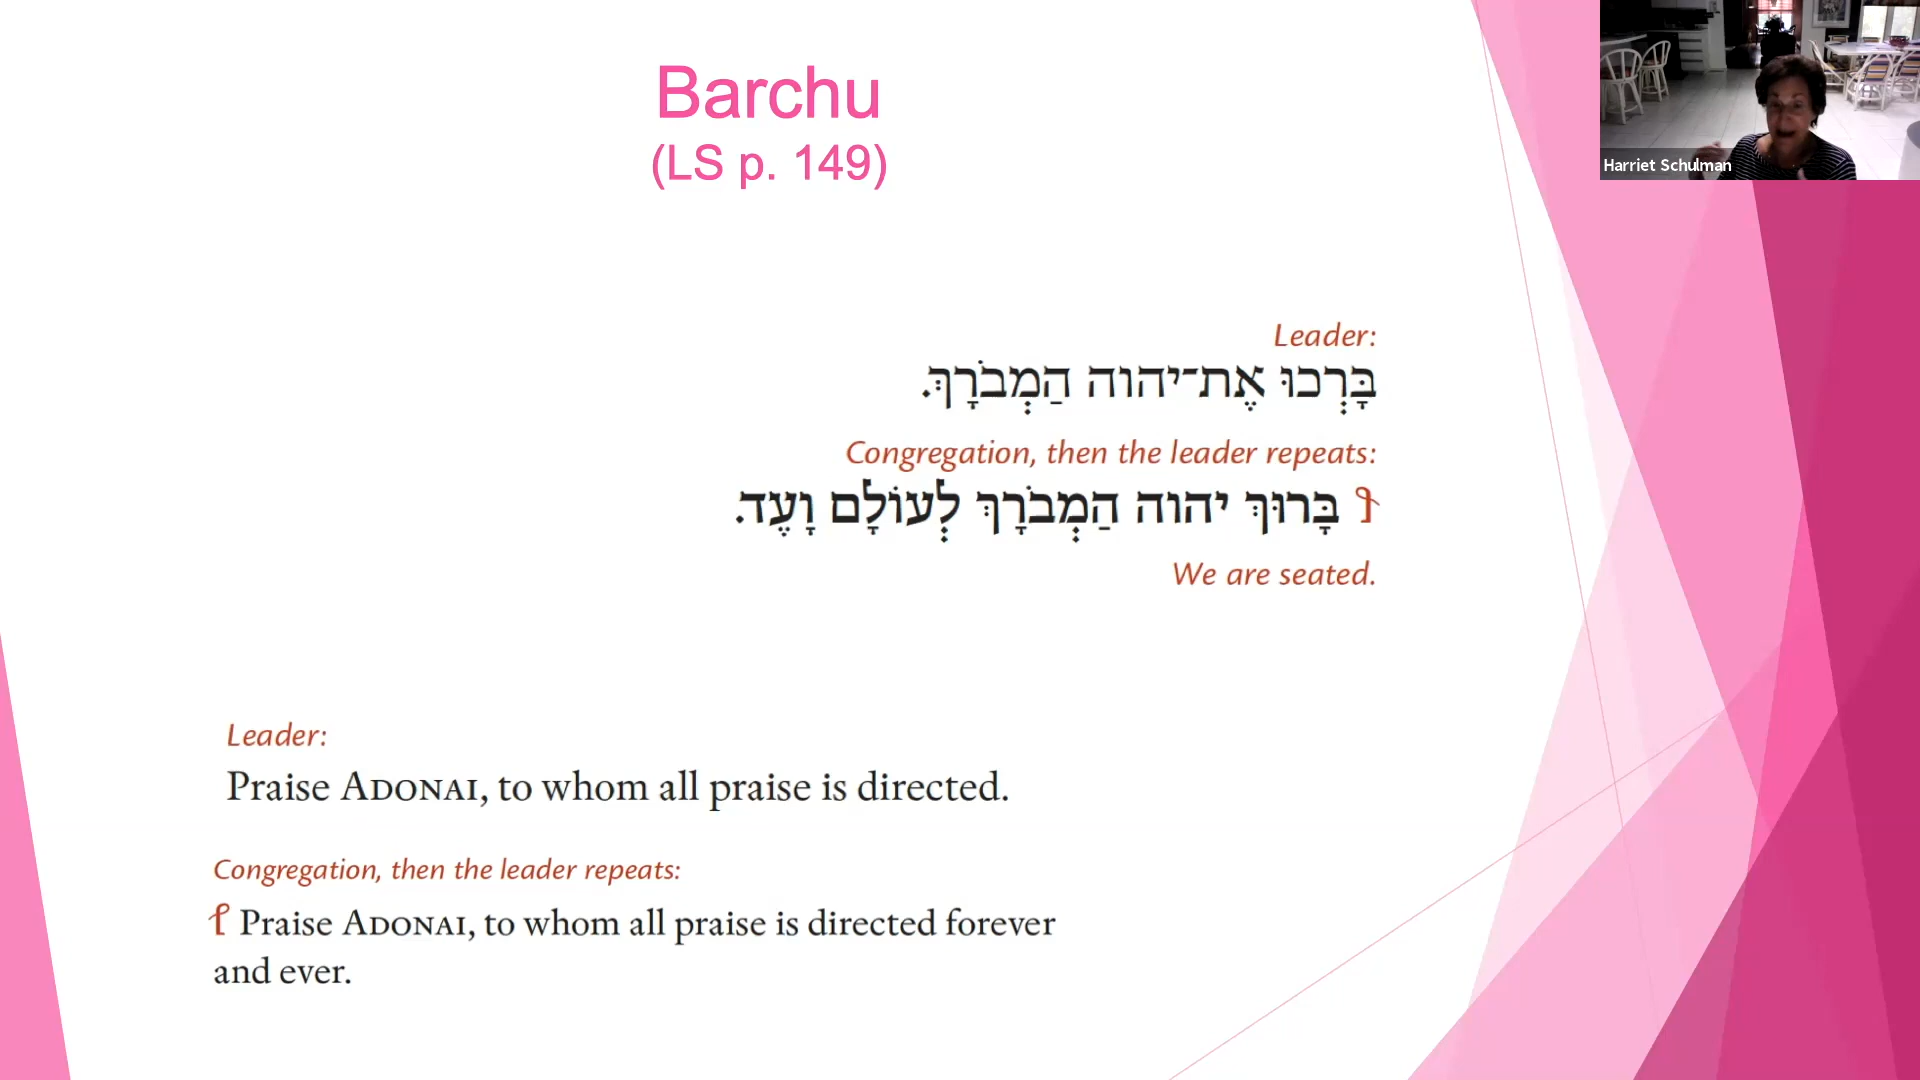 Barchu
(LS p. 149)
Harriet Schulman
Leader:
בָּרְכוּ אֶת־יהוה הַמְבֹרָךְ.
Congregation, then the leader repeats:
בָּרוּךְ יהוה הַמְבֹרָךְ לְעוֹלָם וָעֶד.
We are seated.
Leader:
Praise ADONAI, to whom all praise is directed.
Congregation, then the leader repeats:
Praise ADONAI, to whom all praise is directed forever
and ever.